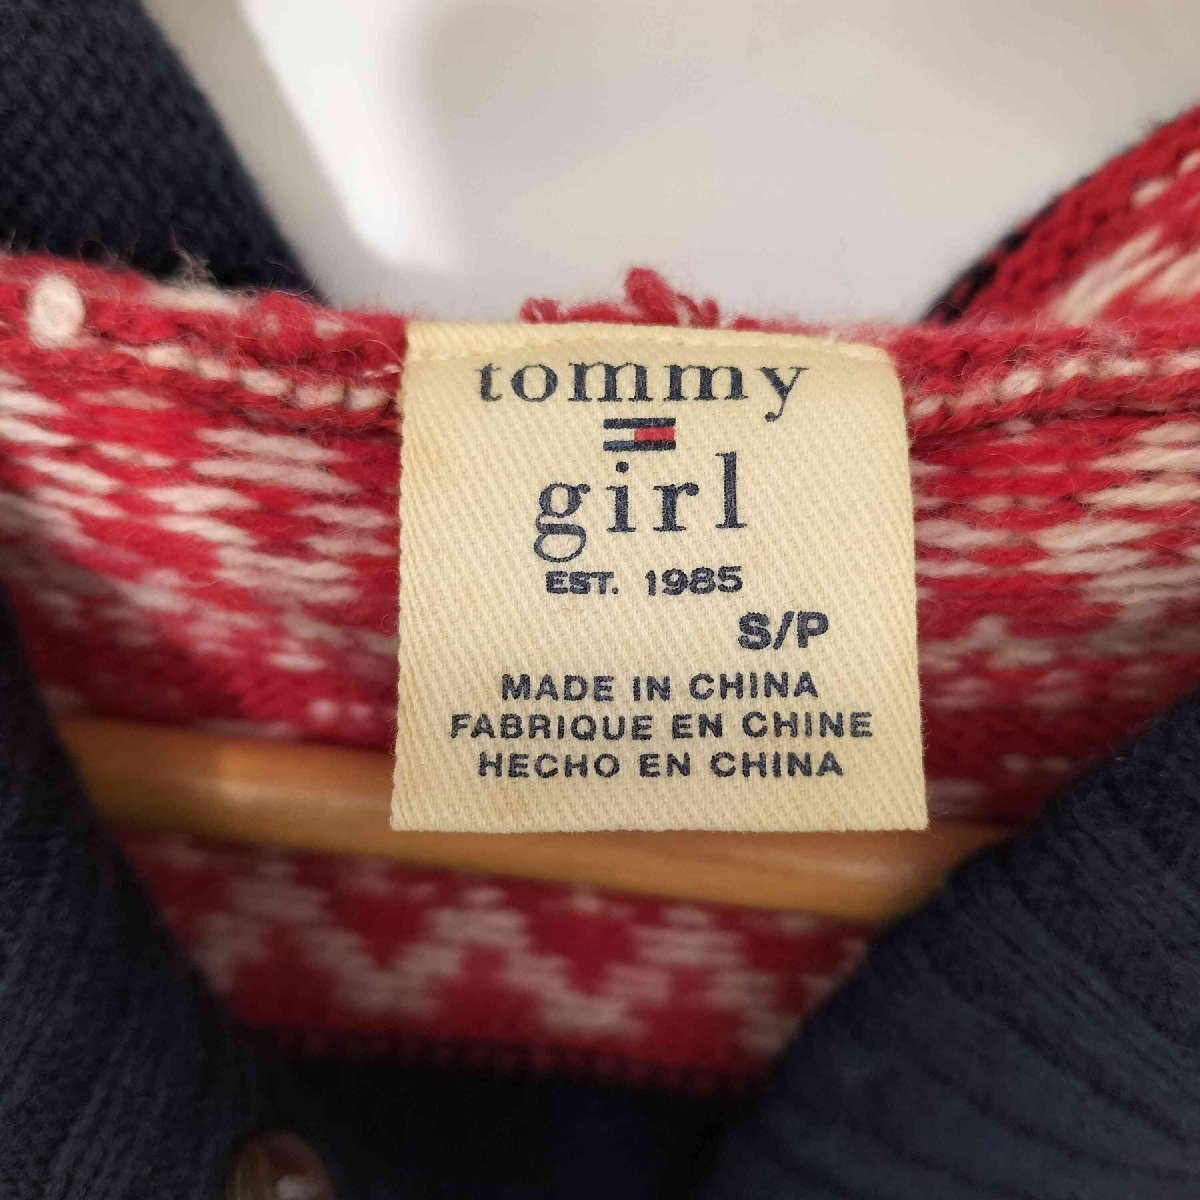 tommy
girl
EST. 1985
S/P
MADE IN CHINA
FABRIQUE EN CHINE
HECHO EN CHINA